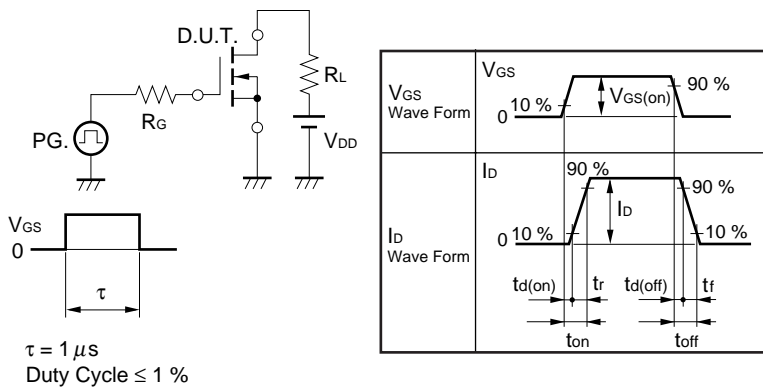 D.U.T.
RL
RG
PG.
VDD
VGS
0
τ
τ = 1 μs
Duty Cycle ≤ 1 %
VGS
Wave Form
VGS
10 %
0
VGS(on)
90 %
ID
Wave Form
ID
90 %
90 %
ID
0
10 %
10 %
td(on)
tr
td(off)
tf
ton
toff